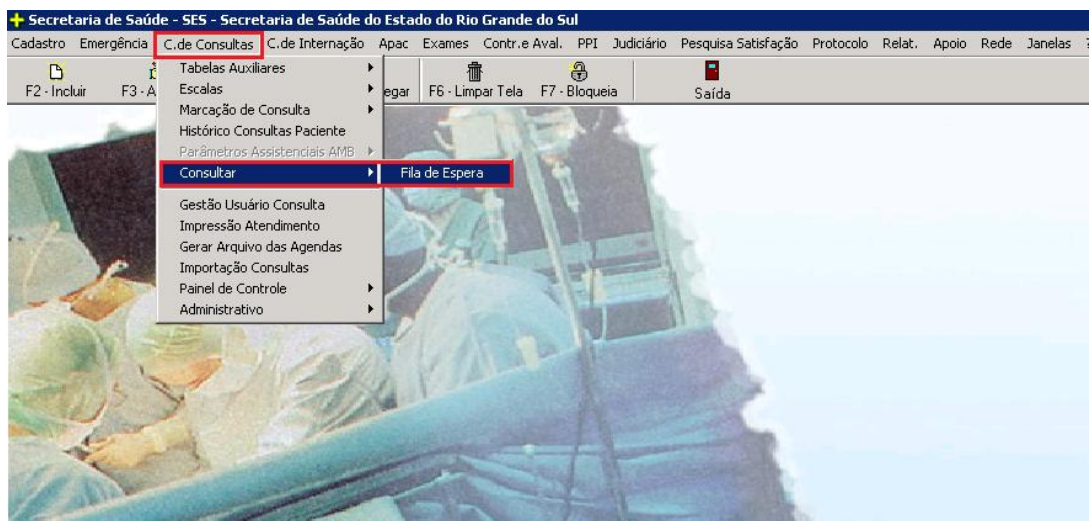 Secretaria de Saúde - SES - Secretaria de Saúde do Estado do Rio Grande do Sul
Cadastro Emergência C.de Consultas C.de Internação Apac Exames Contr.e Aval. PPI Judiciário Pesquisa Satisfação Protocolo Relat. Apoio Rede Janelas
F2 - Incluir F3 - A egar F6 - Limpar Tela F7 - Bloqueia Saída
Tabelas Auxiliares
Escalas
Marcação de Consulta
Histórico Consultas Paciente
Parâmetros Assistenciais AMB
Consultar Fila de Espera
Gestão Usuário Consulta
Impressão Atendimento
Gerar Arquivo das Agendas
Importação Consultas
Painel de Controle
Administrativo